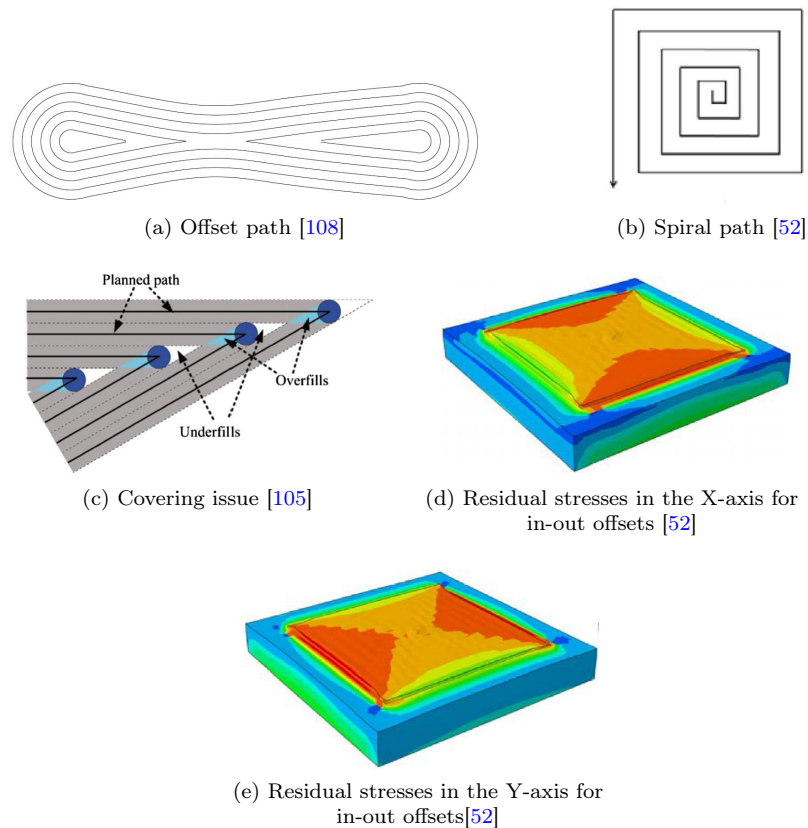 (a) Offset path [108]
(b) Spiral path [52]
Planned path
Overfills
Underfills
(c) Covering issue [105]
(d) Residual stresses in the X-axis for
in-out offsets [52]
(e) Residual stresses in the Y-axis for
in-out offsets[52]